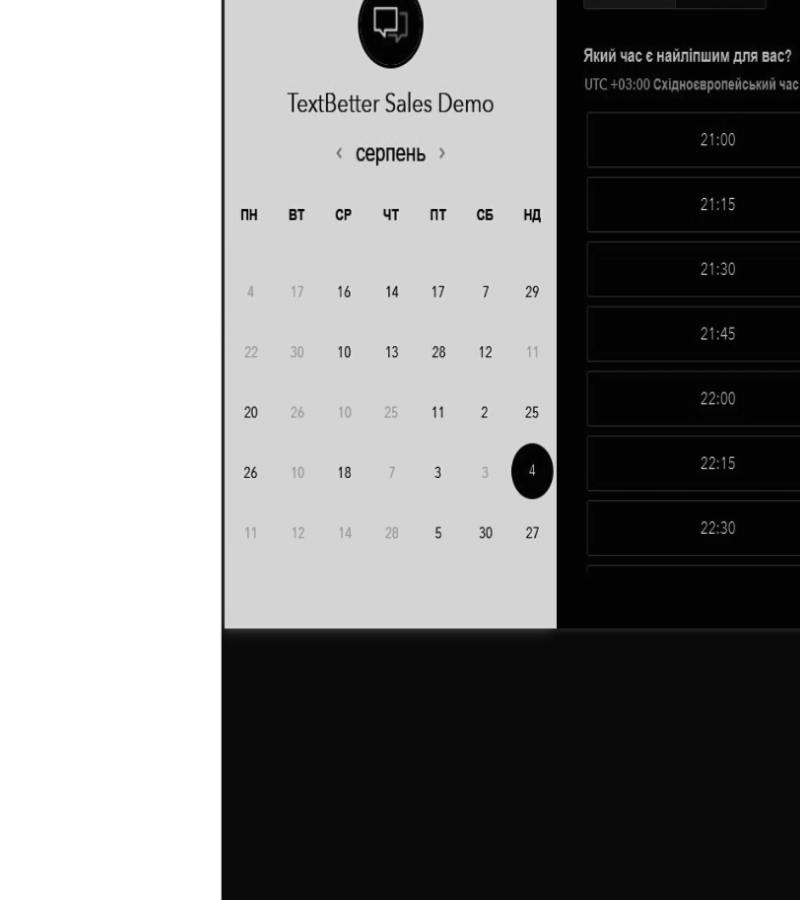 TextBetter Sales Demo
‹ серпень ›
ПН ВТ СР ЧТ ПТ СБ НД
4 17 16 14 17 7 29
22 30 10 13 28 12 11
20 26 10 25 11 2 25
26 10 18 7 3 3 4
11 12 14 28 5 30 27
Який час є найліпшим для вас?
UTC +03:00 Східноєвропейський час
21:00
21:15
21:30
21:45
22:00
22:15
22:30